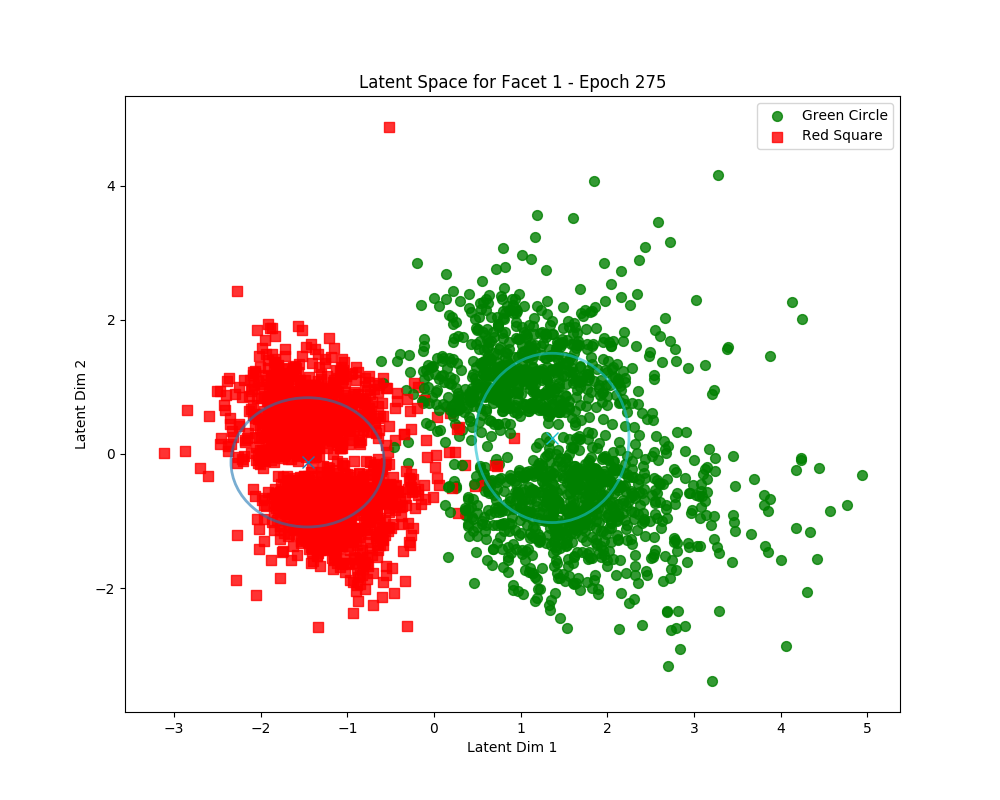 Latent Space for Facet 1 - Epoch 275
Green Circle
Red Square
Latent Dim 2
4
2
0
−2
−3
−2
−1
0
1
2
3
4
5
Latent Dim 1